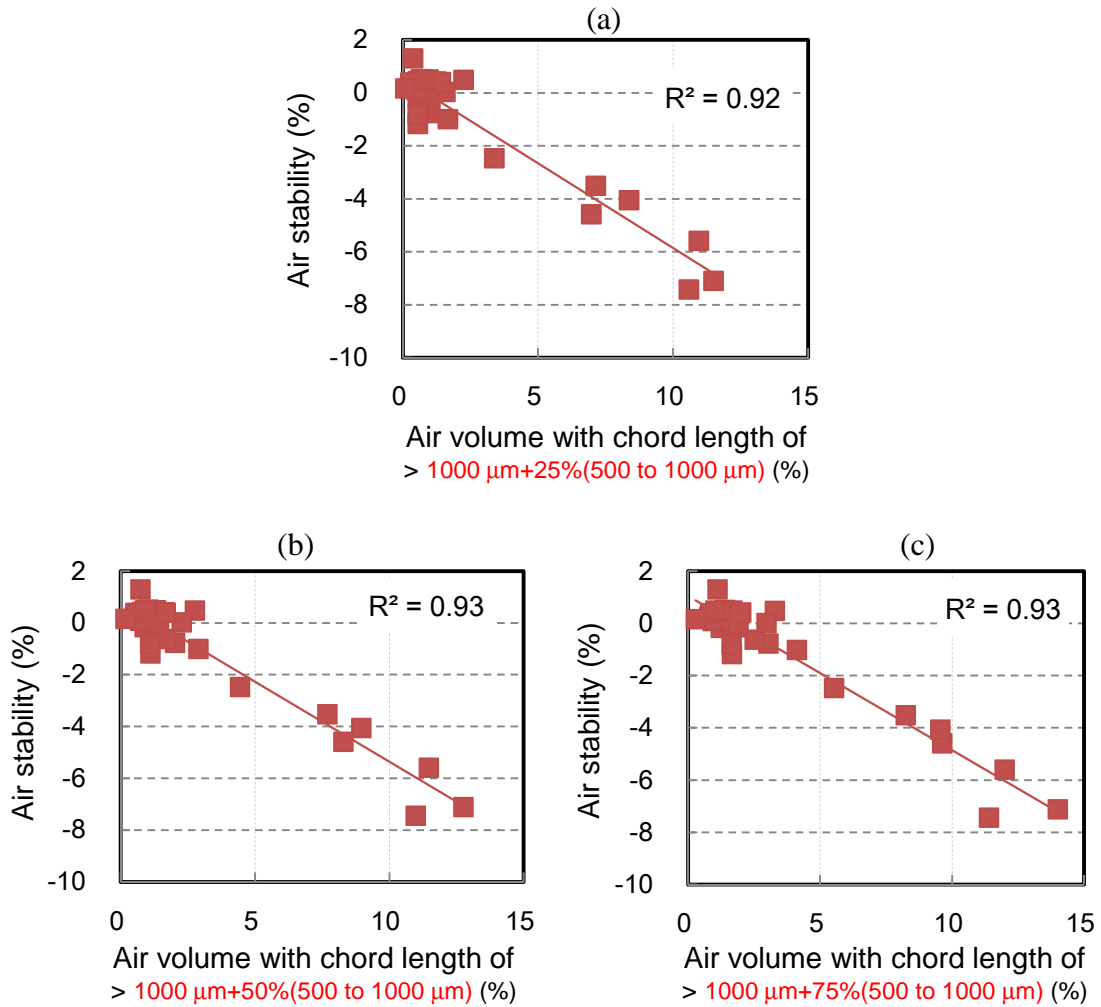 (a)
2
0
-2
-4
-6
-8
-10
Air stability (%)
R² = 0.92
0 5 10 15
Air volume with chord length of
> 1000 μm+25%(500 to 1000 μm) (%)
(b)
2
0
-2
-4
-6
-8
-10
Air stability (%)
R² = 0.93
0 5 10 15
Air volume with chord length of
> 1000 μm+50%(500 to 1000 μm) (%)
(c)
2
0
-2
-4
-6
-8
-10
Air stability (%)
R² = 0.93
0 5 10 15
Air volume with chord length of
> 1000 μm+75%(500 to 1000 μm) (%)